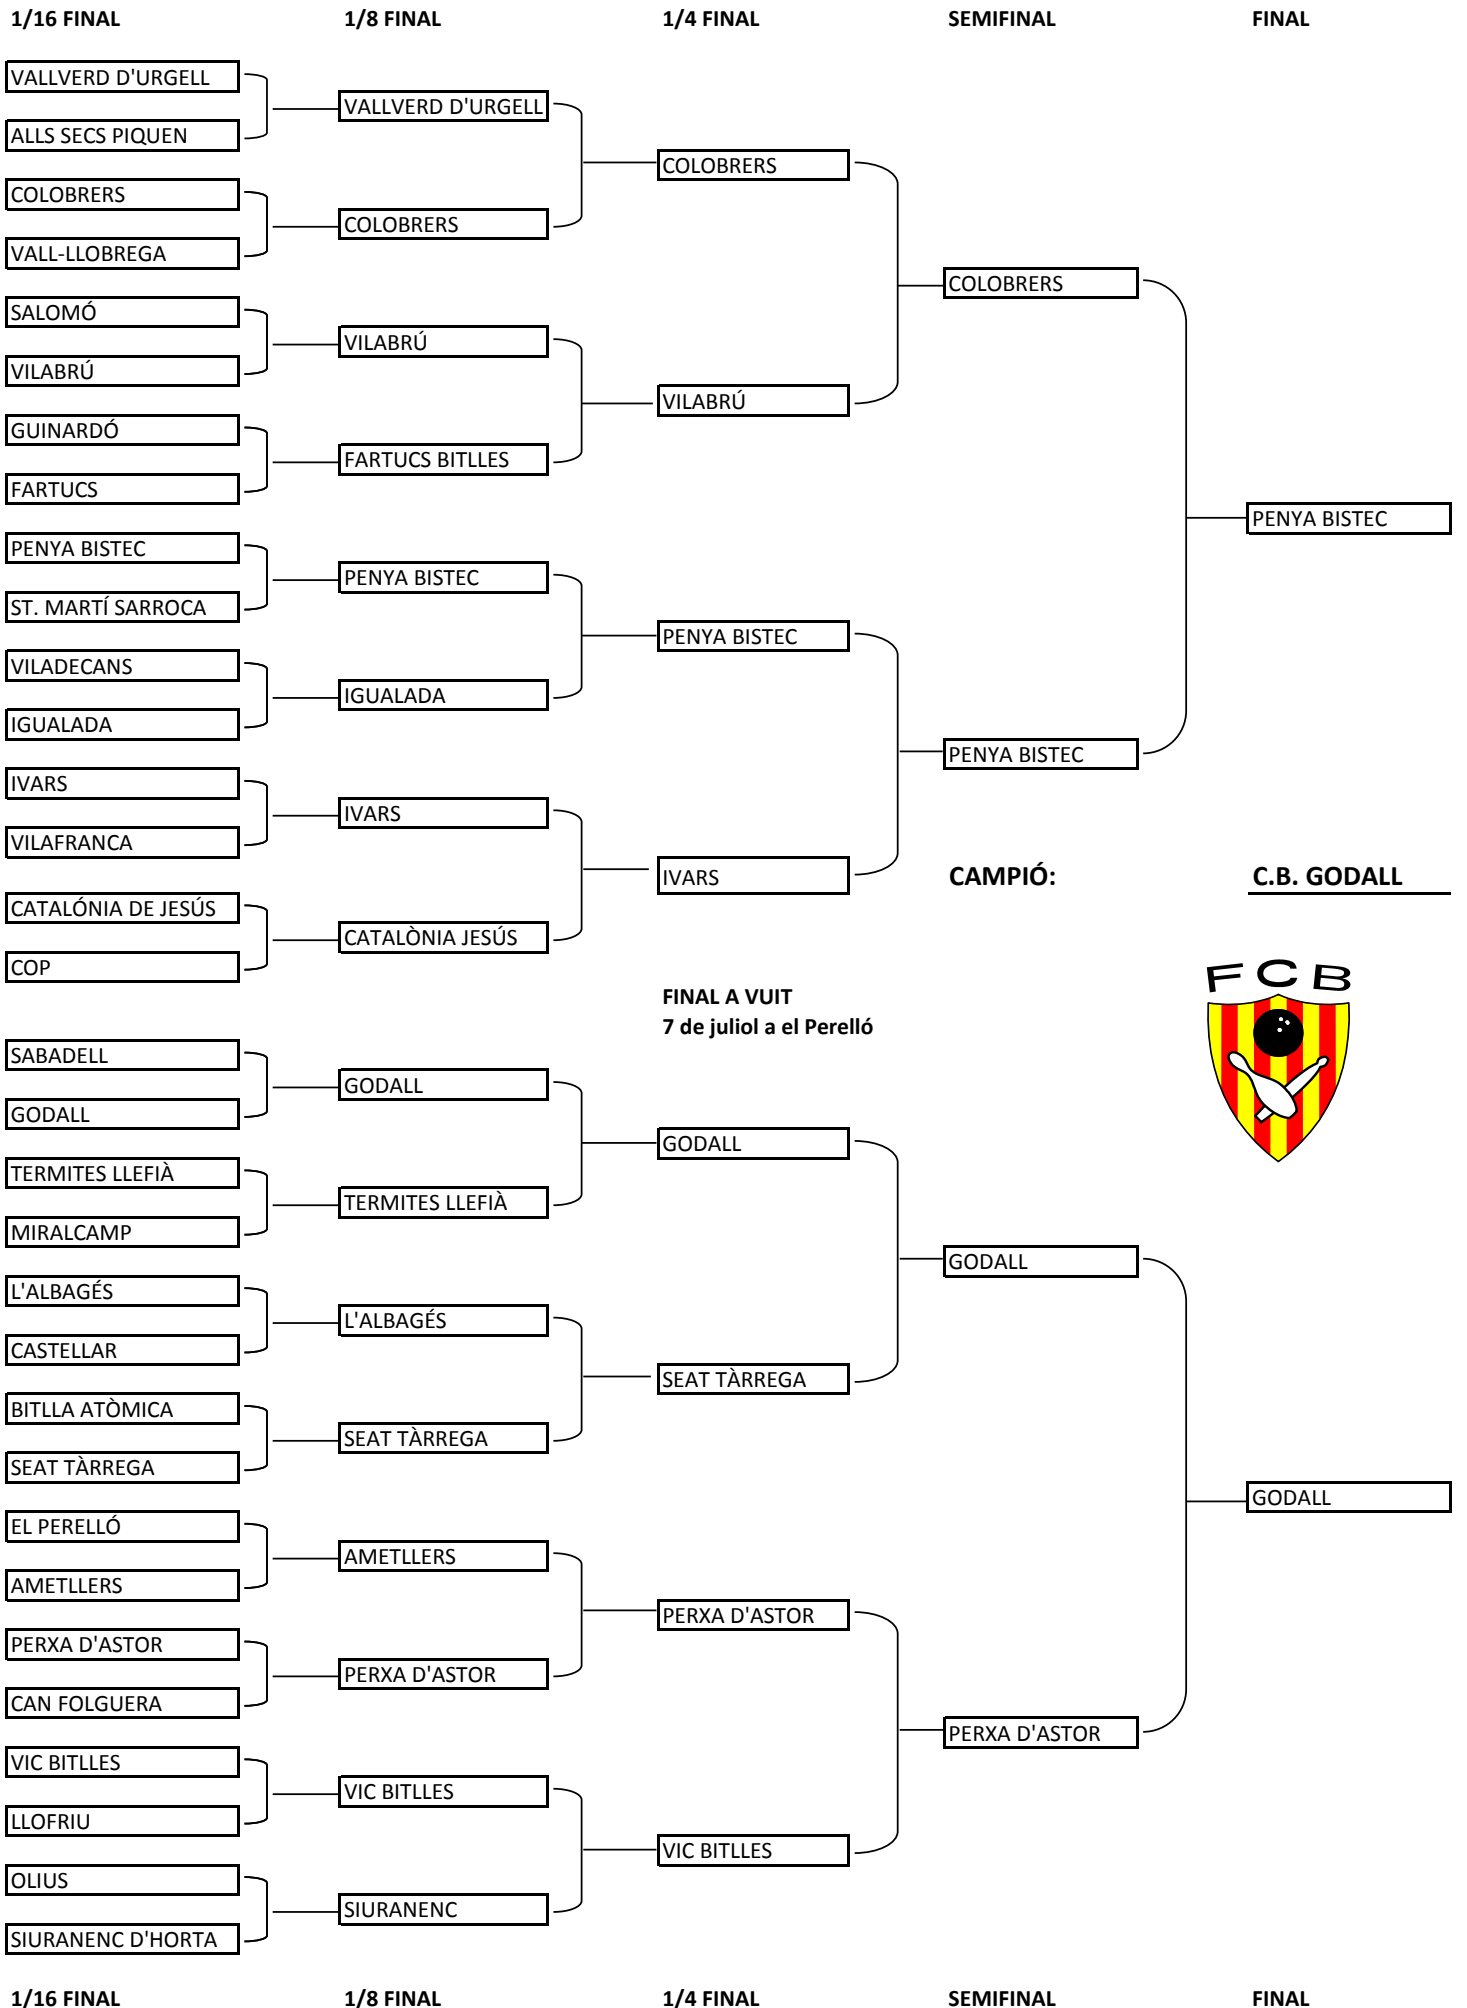 1/16 FINAL 1/8 FINAL 1/4 FINAL SEMIFINAL FINAL
VALLVERD D'URGELL
ALLS SECS PIQUEN
COLOBRERS
VALL-LLOBREGA
SALOMÓ
VILABRÚ
GUINARDÓ
FARTUCS
PENYA BISTEC
ST. MARTÍ SARROCA
VILADECANS
IGUALADA
IVARS
VILAFRANCA
CATALÓNIA DE JESÚS
COP
SABADELL
GODALL
TERMITES LLEFIÀ
MIRALCAMP
L'ALBAGÉS
CASTELLAR
BITLLA ATÒMICA
SEAT TÀRREGA
EL PERELLÓ
AMETLLERS
PERXA D'ASTOR
CAN FOLGUERA
VIC BITLLES
LLOFRIU
OLIUS
SIURANENC D'HORTA
VALLVERD D'URGELL
COLOBRERS
VILABRÚ
FARTUCS BITLLES
PENYA BISTEC
IGUALADA
IVARS
CATALÒNIA JESÚS
GODALL
TERMITES LLEFIÀ
L'ALBAGÉS
SEAT TÀRREGA
AMETLLERS
PERXA D'ASTOR
VIC BITLLES
SIURANENC
COLOBRERS
VILABRÚ
PENYA BISTEC
IVARS
FINAL A VUIT
7 de juliol a el Perelló
GODALL
SEAT TÀRREGA
PERXA D'ASTOR
VIC BITLLES
COLOBRERS
PENYA BISTEC
CAMPIÓ: C.B. GODALL
GODALL
PERXA D'ASTOR
PENYA BISTEC
FCB
GODALL
1/16 FINAL 1/8 FINAL 1/4 FINAL SEMIFINAL FINAL